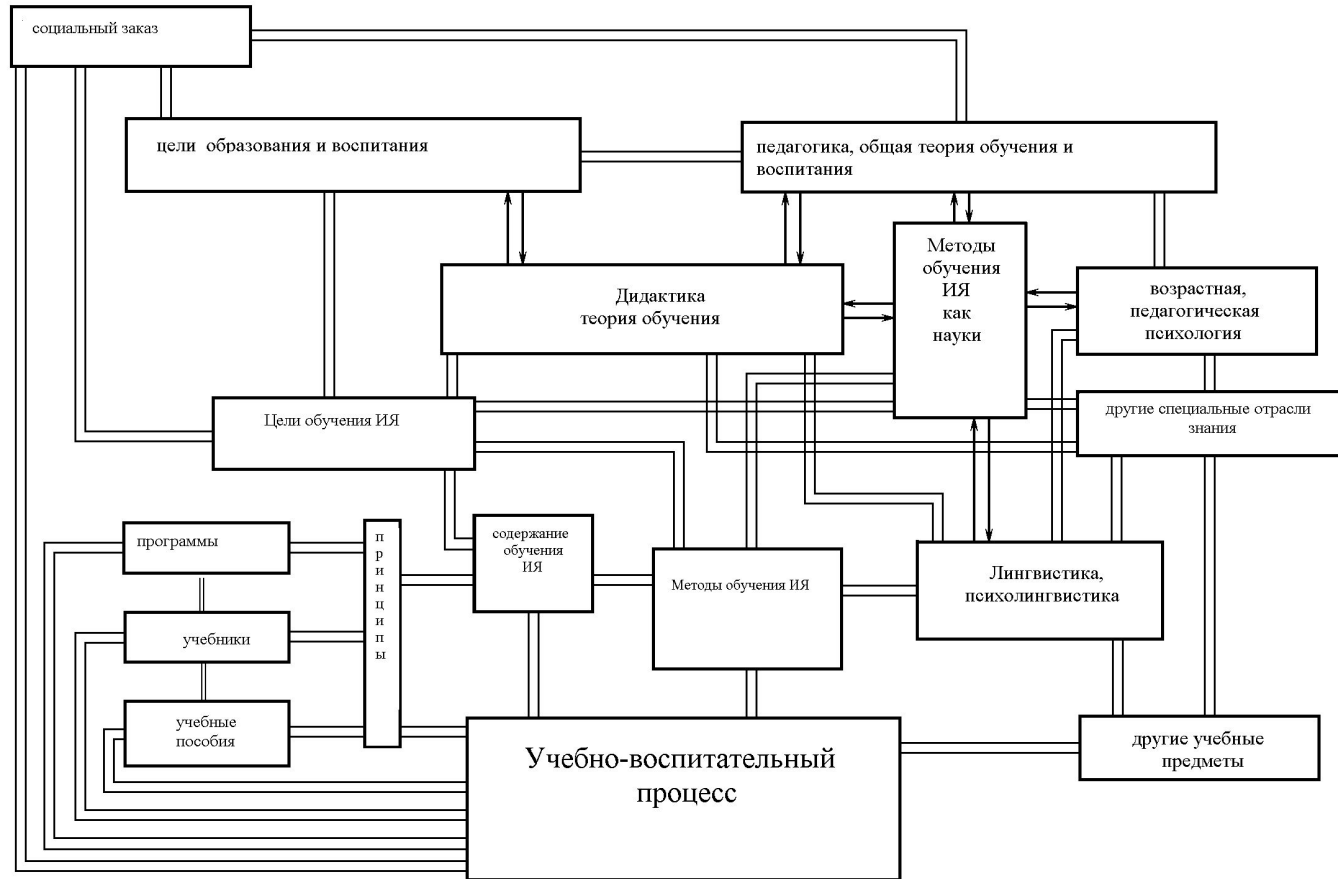 социальный заказ
цели образования и воспитания
педагогика, общая теория обучения и
воспитания
Методы
обучения
ИЯ
как
науки
Дидактика
теория обучения
возрастная,
педагогическая
психология
Цели обучения ИЯ
другие специальные отрасли
знания
программы
п
р
и
н
ц
и
п
ы
содержание
обучения
ИЯ
Методы обучения ИЯ
Лингвистика,
психолингвистика
учебники
учебные
пособия
Учебно-воспитательный
процесс
другие учебные
предметы